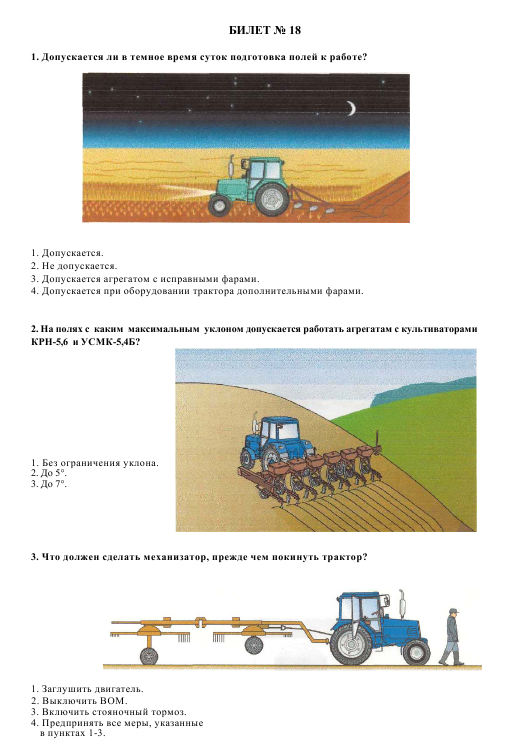 БИЛЕТ № 18
1. Допускается ли в темное время суток подготовка полей к работе?
1. Допускается.
2. Не допускается.
3. Допускается агрегатом с исправными фарами.
4. Допускается при оборудовании трактора дополнительными фарами.
2. На полях с каким максимальным уклоном допускается работать агрегатам с культиваторами
КРН-5,6 и УСМК-5,4Б?
1. Без ограничения уклона.
2. До 5°.
3. До 7°.
3. Что должен сделать механизатор, прежде чем покинуть трактор?
1. Заглушить двигатель.
2. Выключить ВОМ.
3. Включить стояночный тормоз.
4. Предпринять все меры, указанные
в пунктах 1-3.